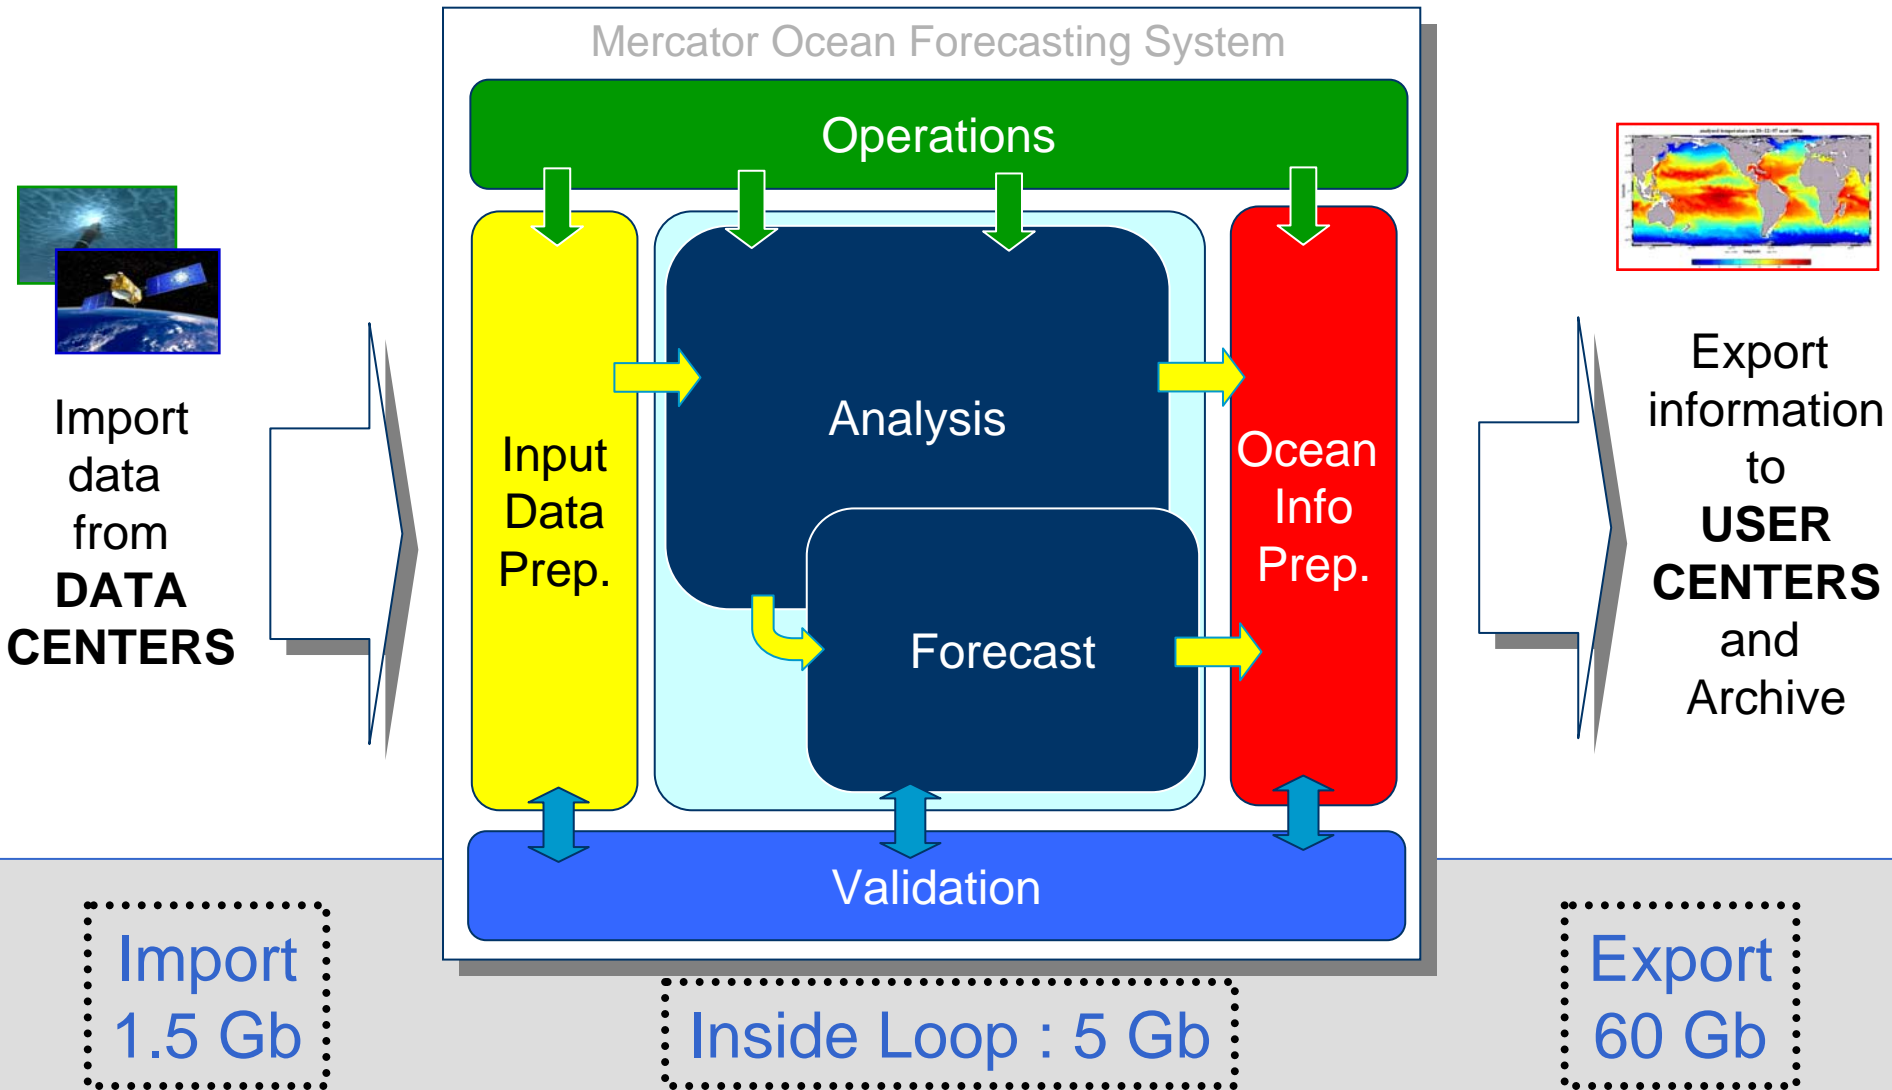 Mercator Ocean Forecasting System
Operations
Import
data
from
DATA
CENTERS
Input
Data
Prep.
Analysis
Forecast
Ocean
Info
Prep.
Validation
Export
information
to
USER
CENTERS
and
Archive
Import
1.5 Gb
Inside Loop : 5 Gb
Export
60 Gb